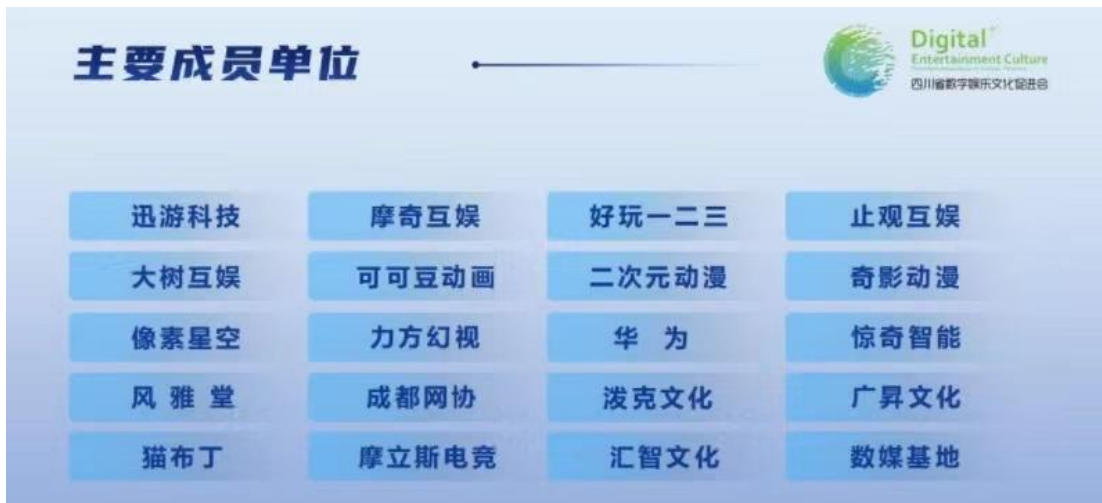 主要成员单位
Digital
Entertainment Culture
四川省数字娱乐文化促进会
迅游科技 摩奇互娱 好玩一二三 止观互娱
大树互娱 可可豆动画 二次元动漫 奇影动漫
像素星空 力方幻视 华 为 惊奇智能
风 雅 堂 成都网协 泼克文化 广昇文化
猫布丁 摩立斯电竞 汇智文化 数媒基地